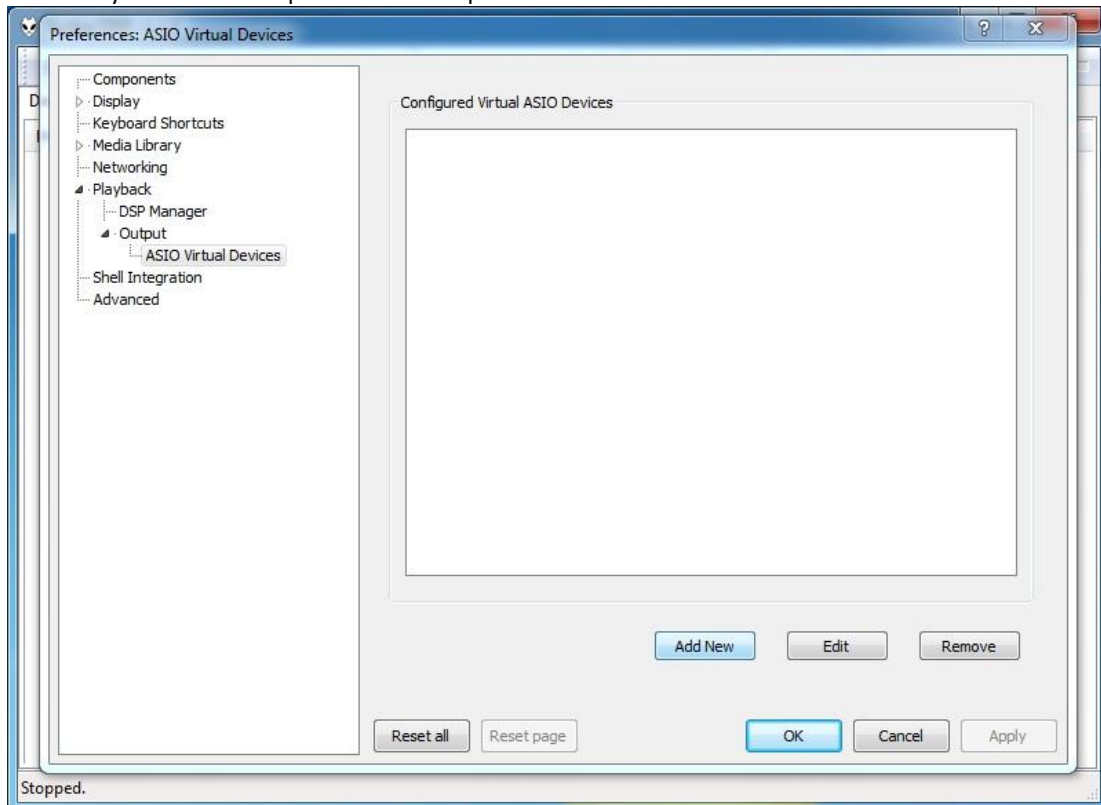 Preferences: ASIO Virtual Devices
Components
Display
Keyboard Shortcuts
Media Library
Networking
Playback
DSP Manager
Output
ASIO Virtual Devices
Shell Integration
Advanced
Configured Virtual ASIO Devices
Add New Edit Remove
Reset all Reset page OK Cancel Apply
Stopped.